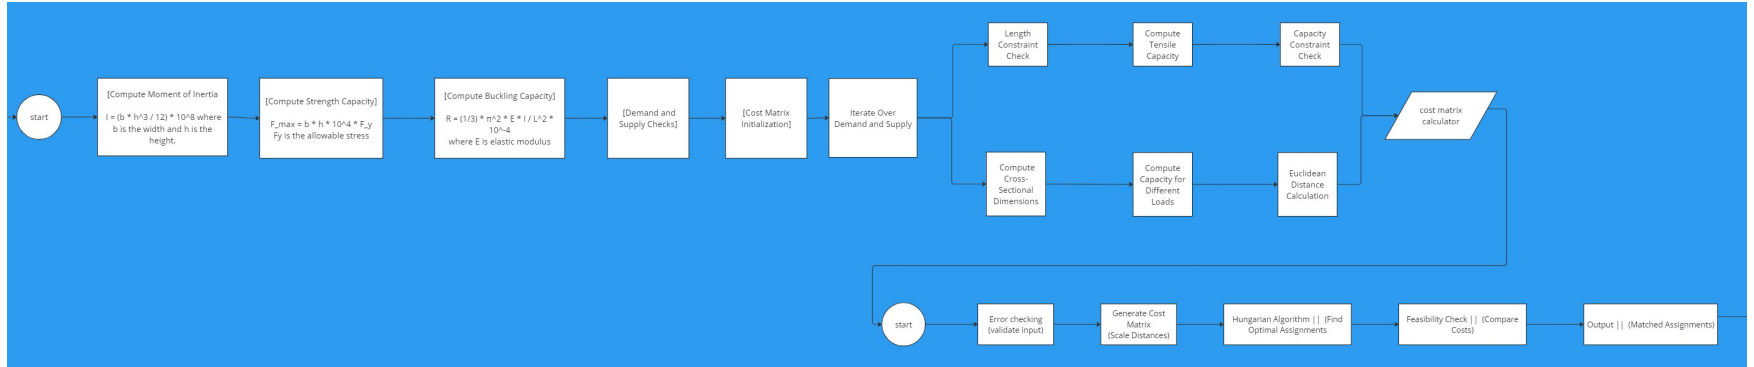 start
[Compute Moment of Inertia
I = (b * h^3 / 12) * 10^8 where
b is the width and h is the
height.
[Compute Strength Capacity]
F_max = b * h * 10^4 * F_y
Fy is the allowable stress
[Compute Buckling Capacity]
R = (1/3) * π^2 * E * I / L^2 *
10^-4
where E is elastic modulus
[Demand and
Supply Checks]
[Cost Matrix
Initialization]
Iterate Over
Demand and Supply
Length
Constraint
Check
Compute
Tensile
Capacity
Capacity
Constraint
Check
Compute
Cross-
Sectional
Dimensions
Compute
Capacity for
Different
Loads
Euclidean
Distance
Calculation
cost matrix
calculator
start
Error checking
(validate input)
Generate Cost
Matrix
(Scale Distances)
Hungarian Algorithm || (Find
Optimal Assignments
Feasibility Check || (Compare
Costs)
Output || (Matched Assignments)